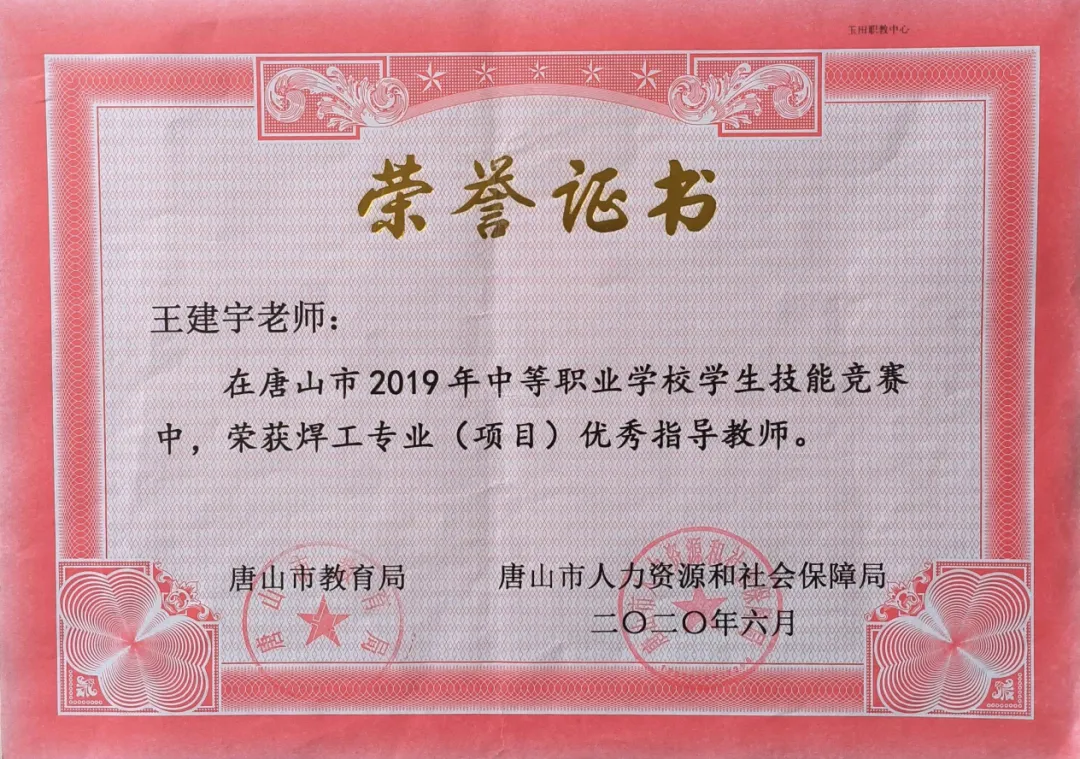 玉田职教中心
荣誉证书
王建宇老师：
在唐山市2019年中等职业学校学生技能竞赛
中，荣获焊工专业（项目）优秀指导教师。
唐山市教育局
唐山市人力资源和社会保障局
二〇二〇年六月